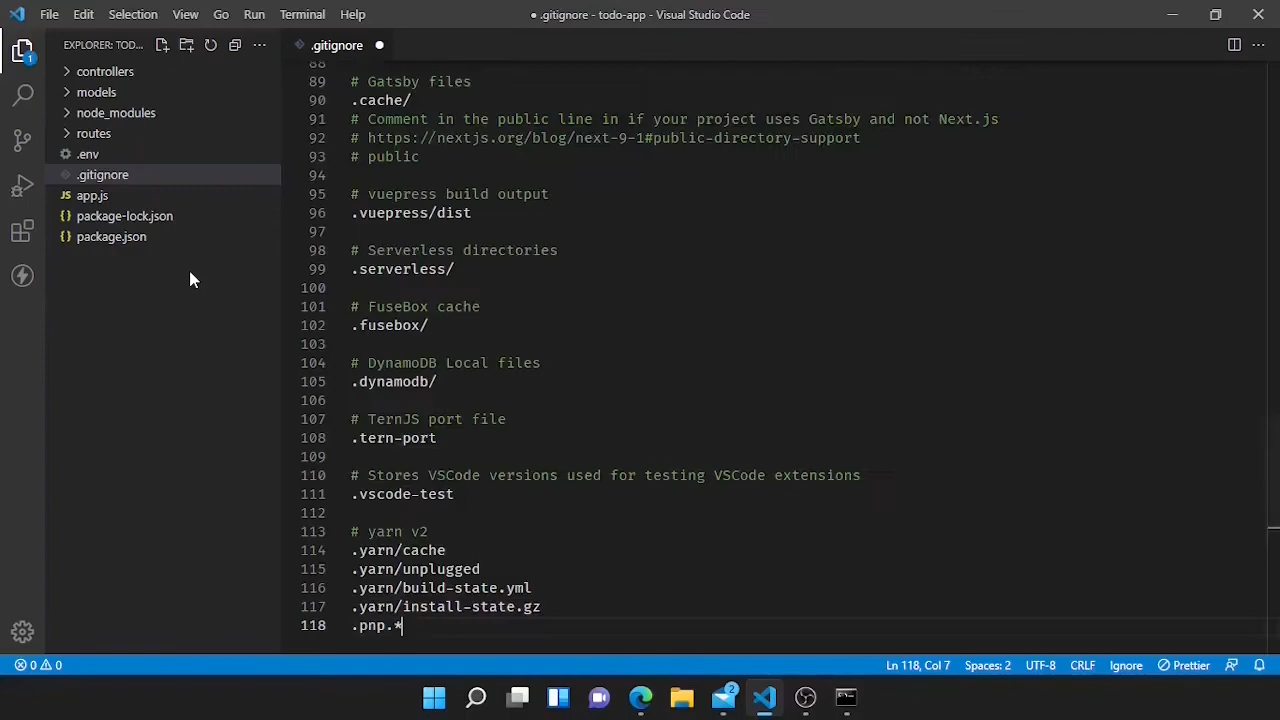 File Edit Selection View Go Run Terminal Help
● .gitignore - todo-app - Visual Studio Code
EXPLORER: TOD...
.gitignore
controllers
models
node_modules
routes
.env
.gitignore
JS app.js
{} package-lock.json
{} package.json
1
88
89 # Gatsby files
90 .cache/
91 # Comment in the public line in if your project uses Gatsby and not Next.js
92 # https://nextjs.org/blog/next-9-1#public-directory-support
93 # public
94
95 # vuepress build output
96 .vuepress/dist
97
98 # Serverless directories
99 .serverless/
100
101 # FuseBox cache
102 .fusebox/
103
104 # DynamoDB Local files
105 .dynamodb/
106
107 # TernJS port file
108 .tern-port
109
110 # Stores VSCode versions used for testing VSCode extensions
111 .vscode-test
112
113 # yarn v2
114 .yarn/cache
115 .yarn/unplugged
116 .yarn/build-state.yml
117 .yarn/install-state.gz
118 .pnp.*
0 0 Ln 118, Col 7 Spaces: 2 UTF-8 CRLF Ignore Prettier
2